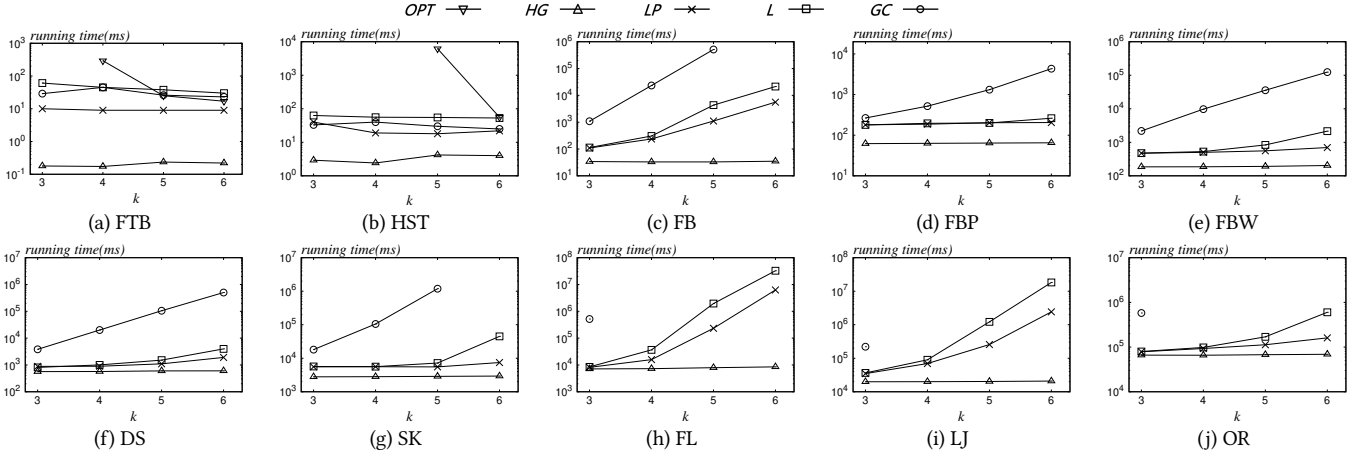 OPT HG LP L GC
running time(ms)
10^3
10^2
10^1
10^0
10^-1
3 4 5 6
k
(a) FTB
running time(ms)
10^4
10^3
10^2
10^1
10^0
3 4 5 6
k
(b) HST
running time(ms)
10^6
10^5
10^4
10^3
10^2
10^1
3 4 5 6
k
(c) FB
running time(ms)
10^4
10^3
10^2
10^1
3 4 5 6
k
(d) FBP
running time(ms)
10^6
10^5
10^4
10^3
10^2
3 4 5 6
k
(e) FBW
running time(ms)
10^7
10^6
10^5
10^4
10^3
10^2
3 4 5 6
k
(f) DS
running time(ms)
10^7
10^6
10^5
10^4
10^3
3 4 5 6
k
(g) SK
running time(ms)
10^8
10^7
10^6
10^5
10^4
10^3
3 4 5 6
k
(h) FL
running time(ms)
10^8
10^7
10^6
10^5
10^4
3 4 5 6
k
(i) LJ
running time(ms)
10^7
10^6
10^5
10^4
3 4 5 6
k
(j) OR